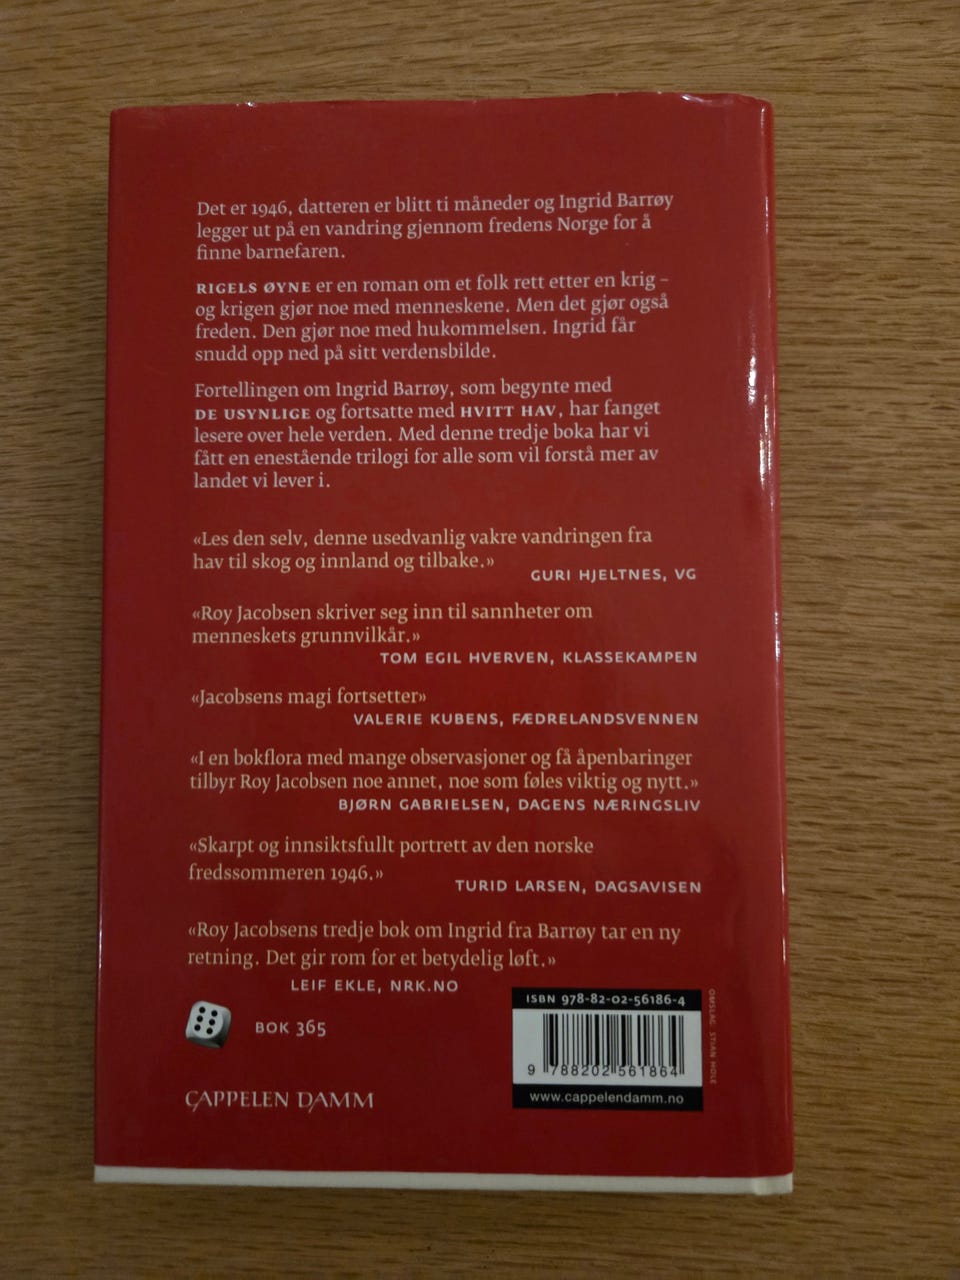 Det er 1946, datteren er blitt ti måneder og Ingrid Barrøy
legger ut på en vandring gjennom fredens Norge for å
finne barnefaren.
RIGELS ØYNE er en roman om et folk rett etter en krig –
og krigen gjør noe med menneskene. Men det gjør også
freden. Den gjør noe med hukommelsen. Ingrid får
snudd opp ned på sitt verdensbilde.
Fortellingen om Ingrid Barrøy, som begynte med
DE USYNLIGE og fortsatte med HVITT HAV, har fanget
lesere over hele verden. Med denne tredje boka har vi
fått en enestående trilogi for alle som vil forstå mer av
landet vi lever i.
«Les den selv, denne usedvanlig vakre vandringen fra
hav til skog og innland og tilbake.»
GURI HJELTNES, VG
«Roy Jacobsen skriver seg inn til sannheter om
menneskets grunnvilkår.»
TOM EGIL HVERVEN, KLASSEKAMPEN
«Jacobsens magi fortsetter»
VALERIE KUBENS, FÆDRELANDSVENNEN
«I en bokflora med mange observasjoner og få åpenbaringer
tilbyr Roy Jacobsen noe annet, noe som føles viktig og nytt.»
BJØRN GABRIELSEN, DAGENS NÆRINGSLIV
«Skarpt og innsiktsfullt portrett av den norske
fredssommeren 1946.»
TURID LARSEN, DAGSAVISEN
«Roy Jacobsens tredje bok om Ingrid fra Barrøy tar en ny
retning. Det gir rom for et betydelig løft.»
LEIF EKLE, NRK.NO
BOK 365
CAPPELEN DAMM
ISBN 978-82-02-56186-4
9 788202 561864
www.cappelendamm.no
OMSLAG: STIAN HOLE